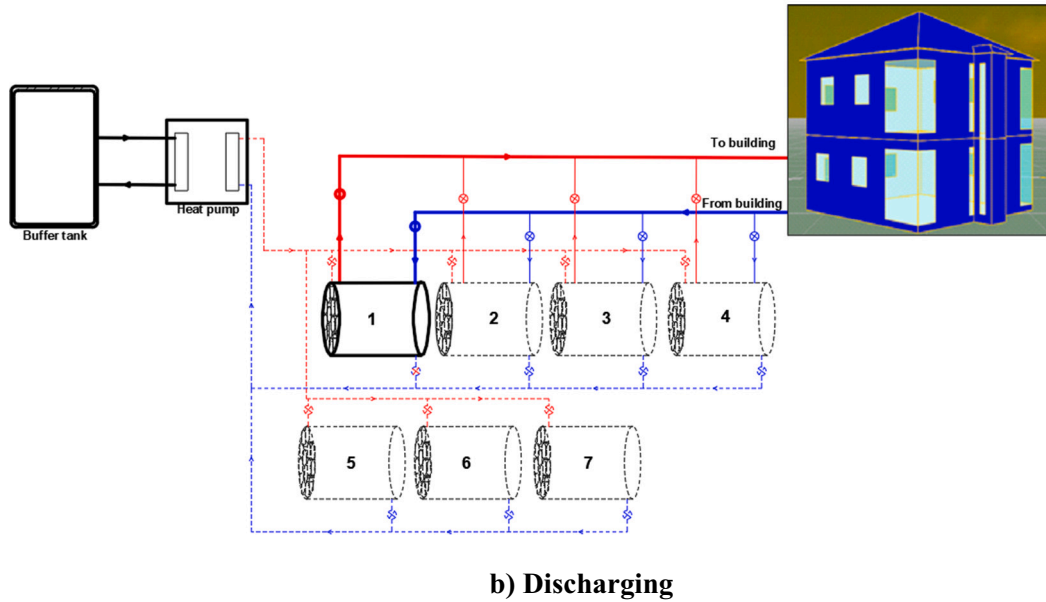 To building
From building
Heat pump
Buffer tank
1
2
3
4
5
6
7
b) Discharging